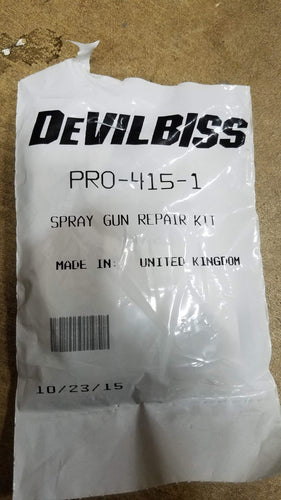 DEVILBISS
PRO-415-1
SPRAY GUN REPAIR KIT
MADE IN: UNITED KINGDOM
10/23/15